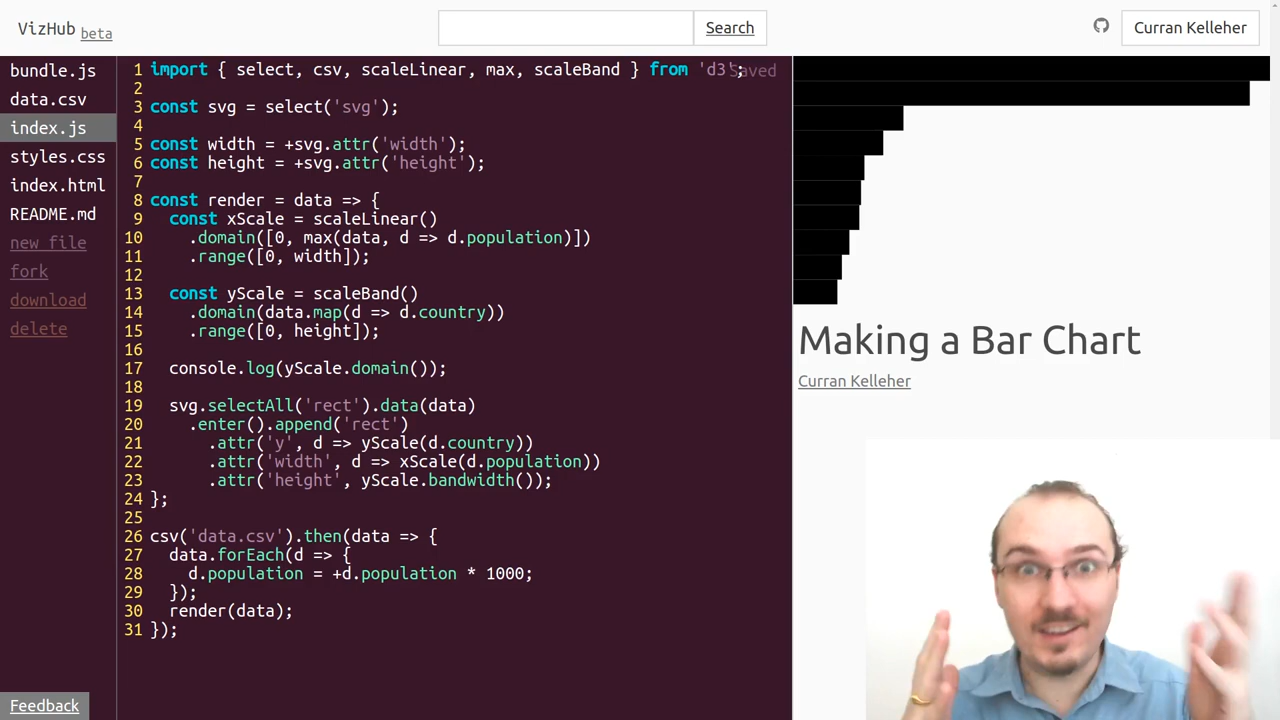 VizHub beta
Search
Curran Kelleher
bundle.js
data.csv
index.js
styles.css
index.html
README.md
new file
fork
download
delete
Feedback
1 import { select, csv, scaleLinear, max, scaleBand } from 'd3';
Saved
2
3 const svg = select('svg');
4
5 const width = +svg.attr('width');
6 const height = +svg.attr('height');
7
8 const render = data => {
9 const xScale = scaleLinear()
10 .domain([0, max(data, d => d.population)])
11 .range([0, width]);
12
13 const yScale = scaleBand()
14 .domain(data.map(d => d.country))
15 .range([0, height]);
16
17 console.log(yScale.domain());
18
19 svg.selectAll('rect').data(data)
20 .enter().append('rect')
21 .attr('y', d => yScale(d.country))
22 .attr('width', d => xScale(d.population))
23 .attr('height', yScale.bandwidth());
24 };
25
26 csv('data.csv').then(data => {
27 data.forEach(d => {
28 d.population = +d.population * 1000;
29 });
30 render(data);
31 });
Making a Bar Chart
Curran Kelleher